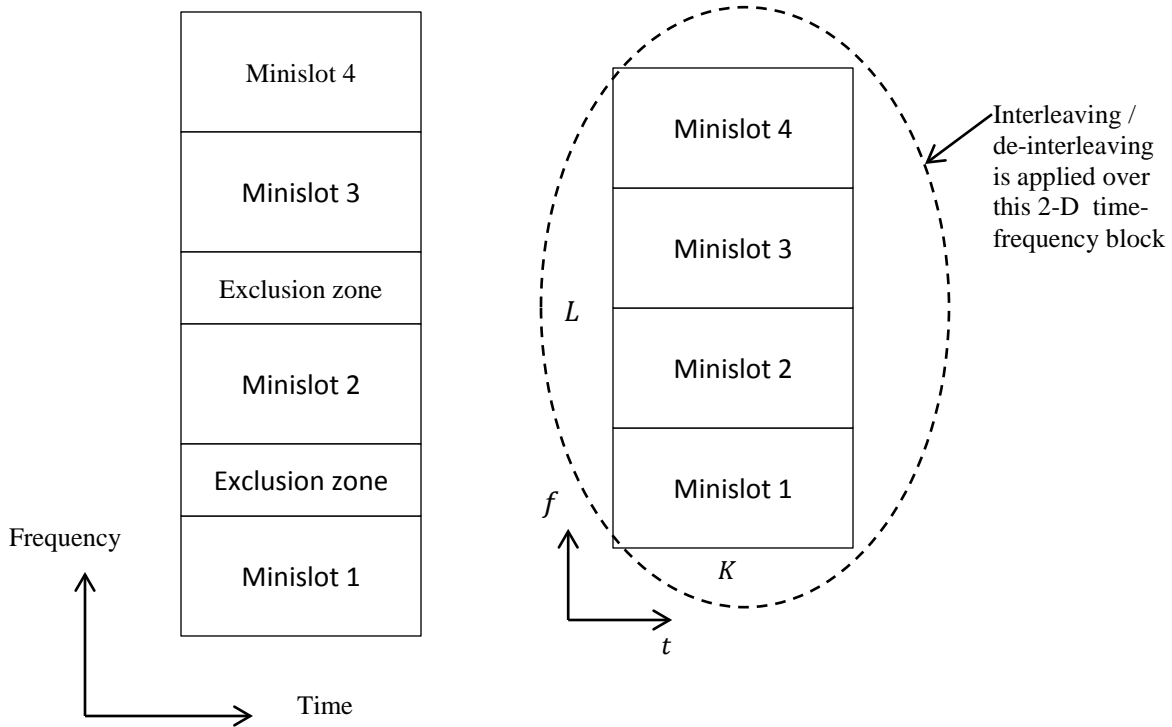 Minislot 4
Minislot 3
Exclusion zone
Minislot 2
Exclusion zone
Minislot 1
Frequency
Time
Minislot 4
Minislot 3
Minislot 2
Minislot 1
L
K
f
t
Interleaving /
de-interleaving
is applied over
this 2-D time-
frequency block